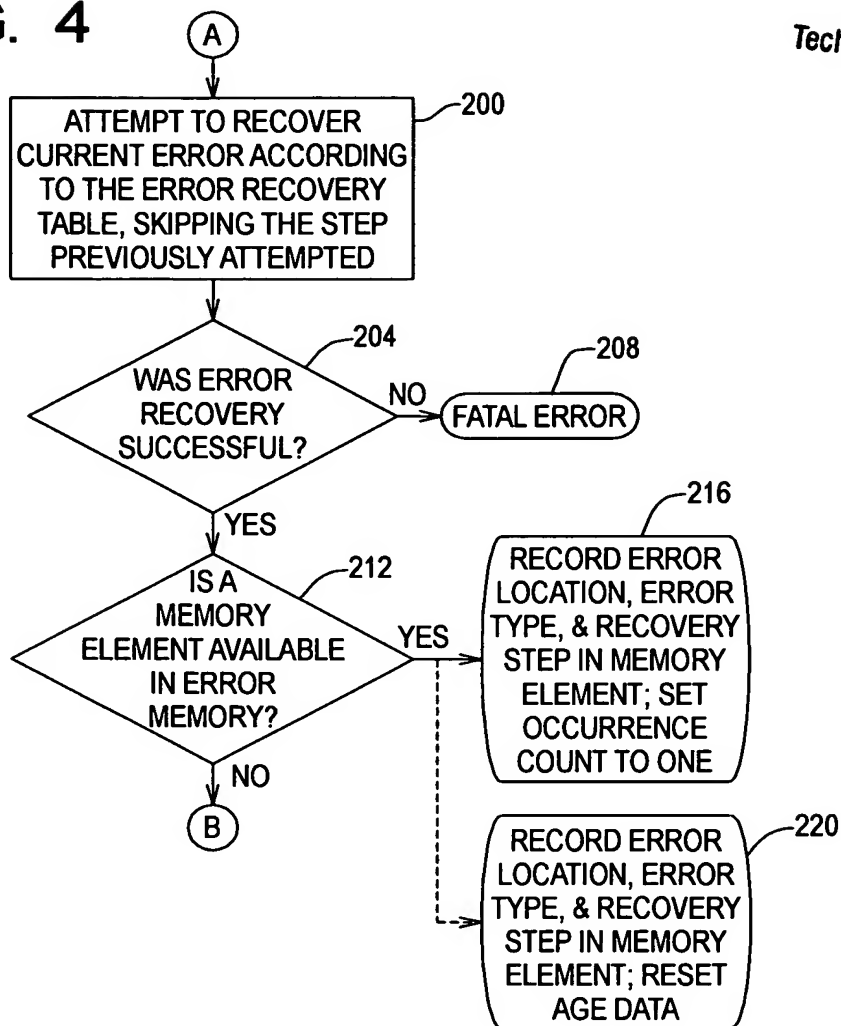 G. 4
Tech
A
200
ATTEMPT TO RECOVER
CURRENT ERROR ACCORDING
TO THE ERROR RECOVERY
TABLE, SKIPPING THE STEP
PREVIOUSLY ATTEMPTED
204
WAS ERROR
RECOVERY
SUCCESSFUL?
NO
208
FATAL ERROR
YES
212
IS A
MEMORY
ELEMENT AVAILABLE
IN ERROR
MEMORY?
YES
216
RECORD ERROR
LOCATION, ERROR
TYPE, & RECOVERY
STEP IN MEMORY
ELEMENT; SET
OCCURRENCE
COUNT TO ONE
NO
B
220
RECORD ERROR
LOCATION, ERROR
TYPE, & RECOVERY
STEP IN MEMORY
ELEMENT; RESET
AGE DATA